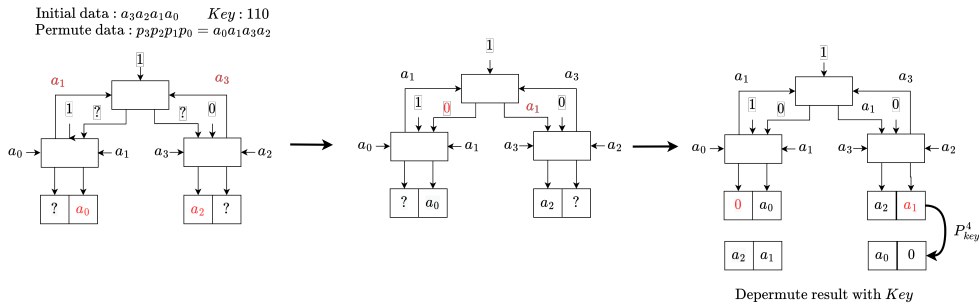 Initial data : a₃a₂a₁a₀ Key : 110
Permute data : p₃p₂p₁p₀ = a₀a₁a₃a₂
1
a₁ a₃
1 ? ? 0
a₀ a₁ a₃ a₂
? a₀ a₂ ?
1
a₁ a₃
1 0 a₁ 0
a₀ a₁ a₃ a₂
? a₀ a₂ ?
1
a₁ a₃
1 0 a₁ 0
a₀ a₁ a₃ a₂
0 a₀ a₂ a₁
P⁴key
a₂ a₁ a₀ 0
Depermute result with Key